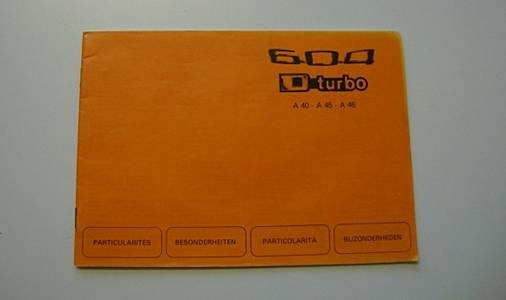 604
D turbo
A 40 - A 45 - A 46
PARTICULARITES
BESONDERHEITEN
PARTICOLARITA
BIJZONDERHEDEN